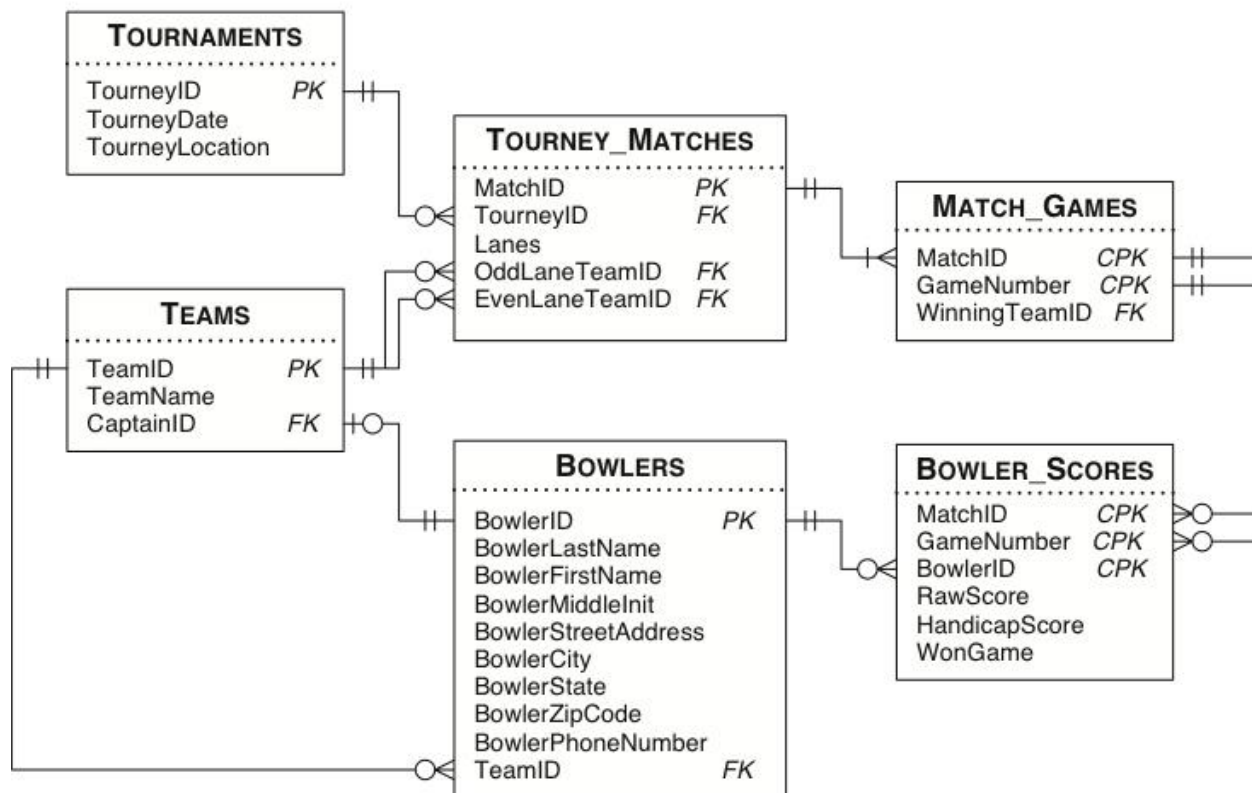 TOURNAMENTS
TourneyID PK
TourneyDate
TourneyLocation
TOURNEY_MATCHES
MatchID PK
TourneyID FK
Lanes
OddLaneTeamID FK
EvenLaneTeamID FK
MATCH_GAMES
MatchID CPK
GameNumber CPK
WinningTeamID FK
TEAMS
TeamID PK
TeamName
CaptainID FK
BOWLERS
BowlerID PK
BowlerLastName
BowlerFirstName
BowlerMiddleInit
BowlerStreetAddress
BowlerCity
BowlerState
BowlerZipCode
BowlerPhoneNumber
TeamID FK
BOWLER_SCORES
MatchID CPK
GameNumber CPK
BowlerID CPK
RawScore
HandicapScore
WonGame